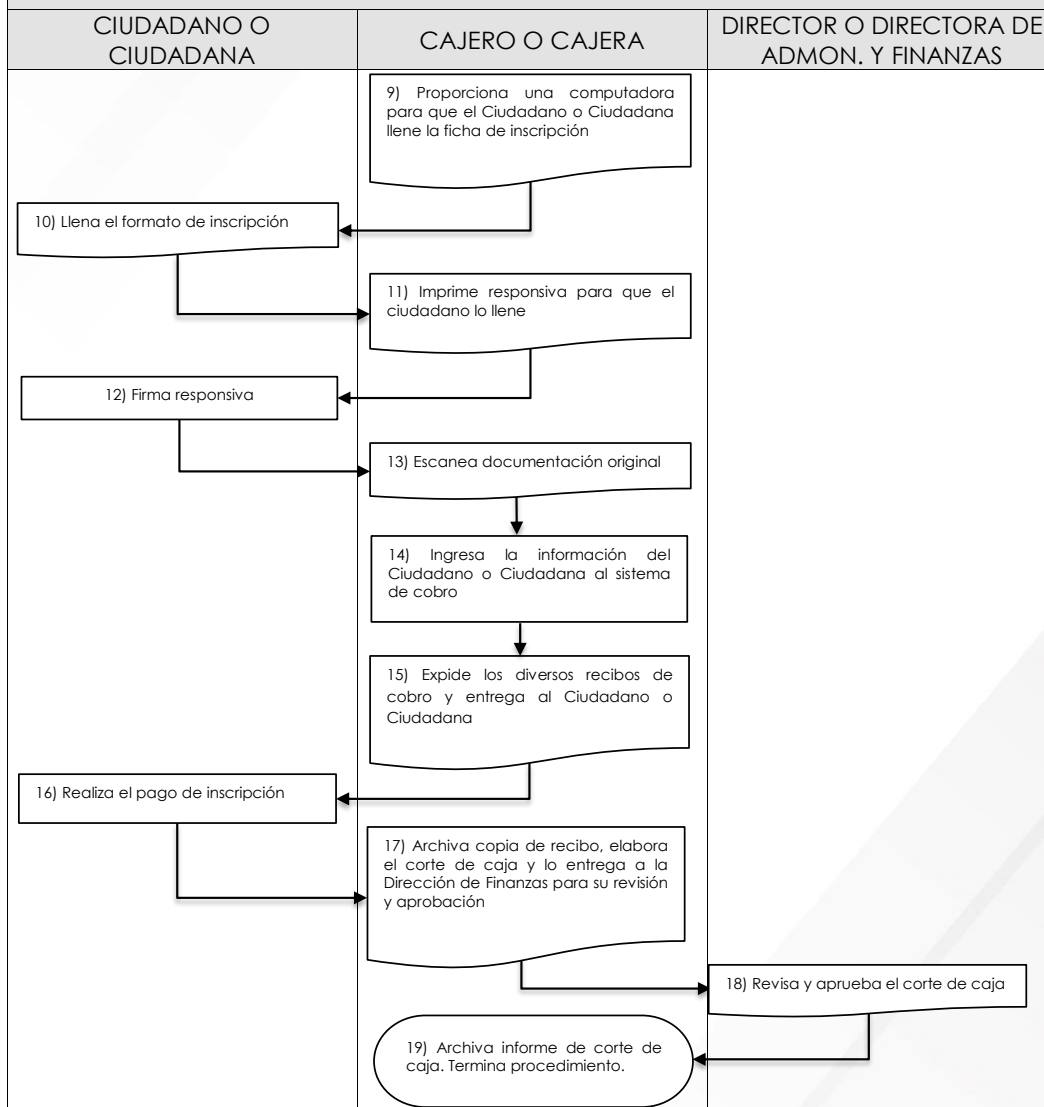 CIUDADANO O
CIUDADANA
CAJERO O CAJERA
DIRECTOR O DIRECTORA DE
ADMON. Y FINANZAS
9) Proporciona una computadora
para que el Ciudadano o Ciudadana
llene la ficha de inscripción
10) Llena el formato de inscripción
11) Imprime responsiva para que el
ciudadano lo llene
12) Firma responsiva
13) Escanea documentación original
14) Ingresa la información del
Ciudadano o Ciudadana al sistema
de cobro
15) Expide los diversos recibos de
cobro y entrega al Ciudadano o
Ciudadana
16) Realiza el pago de inscripción
17) Archiva copia de recibo, elabora
el corte de caja y lo entrega a la
Dirección de Finanzas para su revisión
y aprobación
18) Revisa y aprueba el corte de caja
19) Archiva informe de corte de
caja. Termina procedimiento.